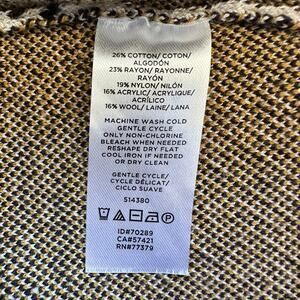 26% COTTON/ COTON/
ALGODÓN
23% RAYON/ RAYONNE/
RAYÓN
19% NYLON/ NILÓN
16% ACRYLIC/ ACRYLIQUE/
ACRÍLICO
16% WOOL/ LAINE/ LANA
MACHINE WASH COLD
GENTLE CYCLE
ONLY NON-CHLORINE
BLEACH WHEN NEEDED
RESHAPE DRY FLAT
COOL IRON IF NEEDED
OR DRY CLEAN
GENTLE CYCLE/
CYCLE DÉLICAT/
CICLO SUAVE
514380
ID#70289
CA#57421
RN#77379